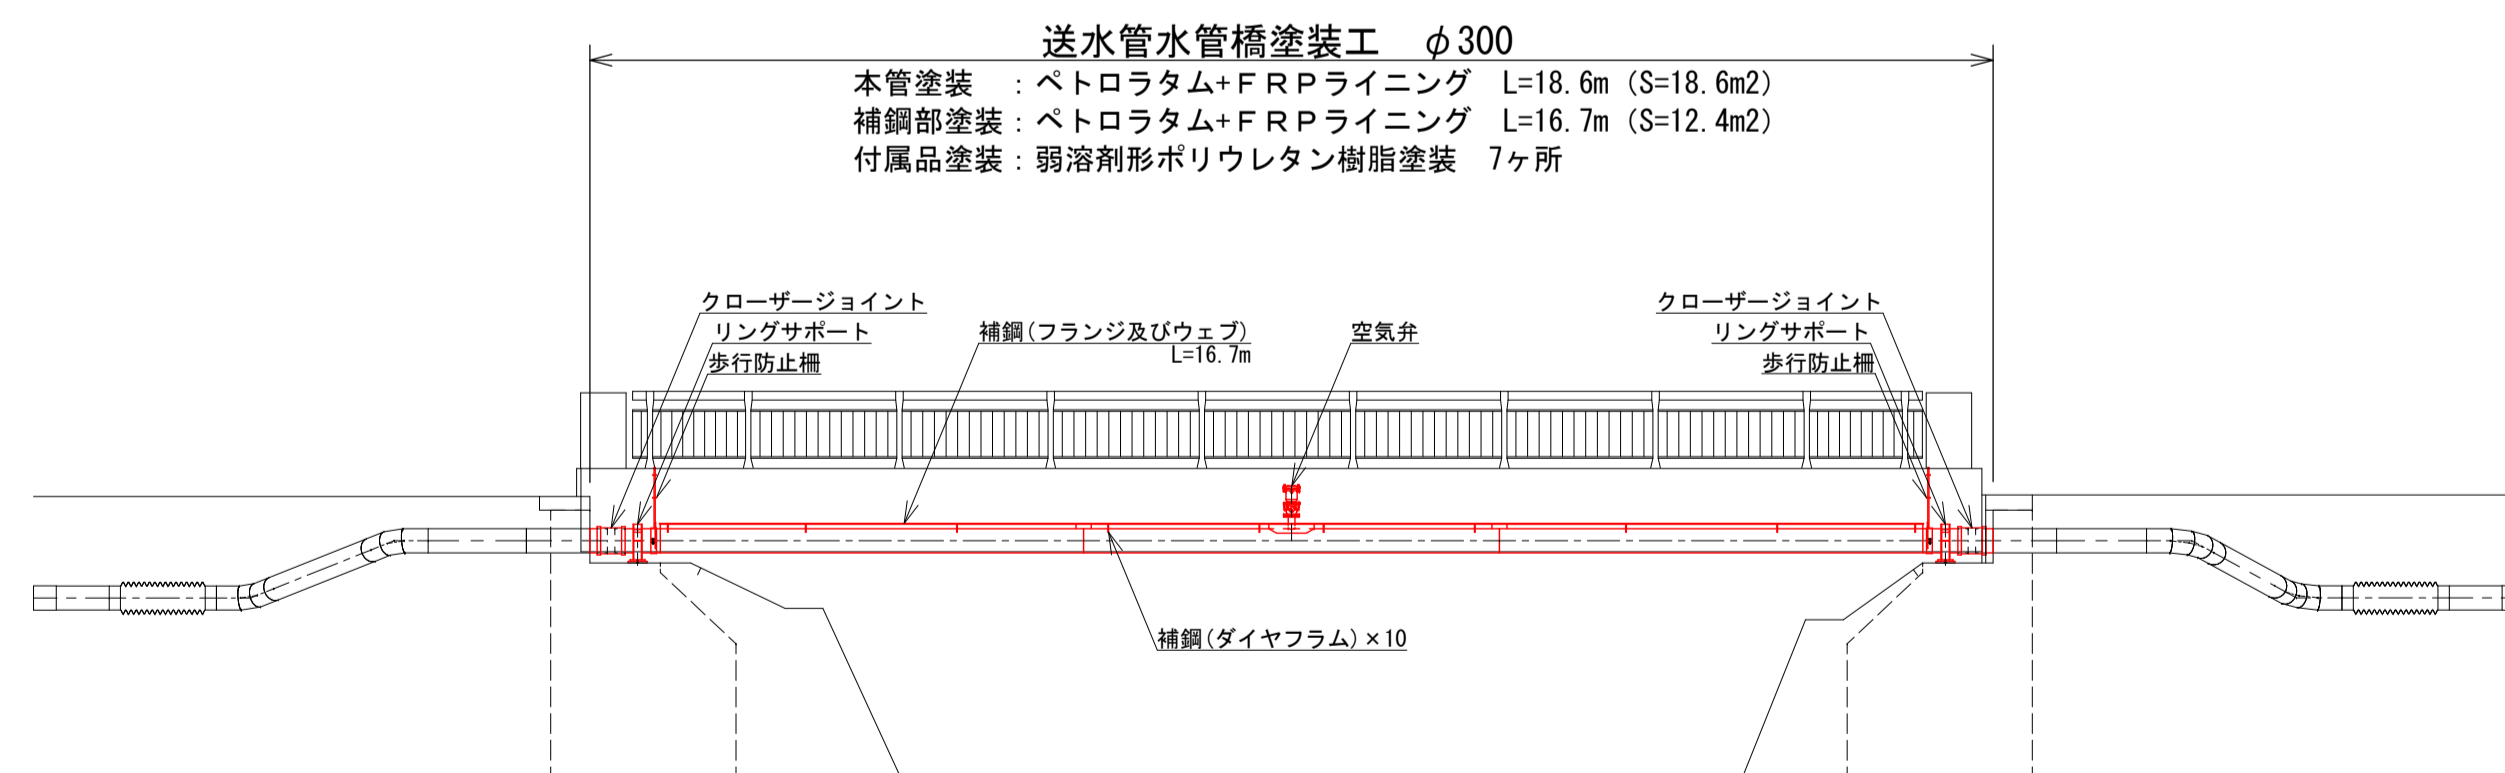 送水管水管橋塗装工　φ300
本管塗装　：ペトロラタム+ＦＲＰライニング　L=18.6m (S=18.6m2)
補鋼部塗装：ペトロラタム+ＦＲＰライニング　L=16.7m (S=12.4m2)
付属品塗装：弱溶剤形ポリウレタン樹脂塗装　7ヶ所
クローザージョイント
リングサポート
歩行防止柵
補鋼(フランジ及びウェブ)
L=16.7m
空気弁
クローザージョイント
リングサポート
歩行防止柵
補鋼(ダイヤフラム)×10